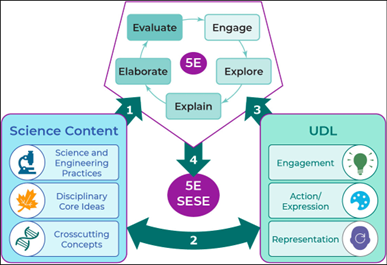 Evaluate
Engage
5E
Elaborate
Explore
Explain
1
3
4
Science Content
Science and
Engineering
Practices
Disciplinary
Core Ideas
Crosscutting
Concepts
5E
SESE
2
UDL
Engagement
Action/
Expression
Representation